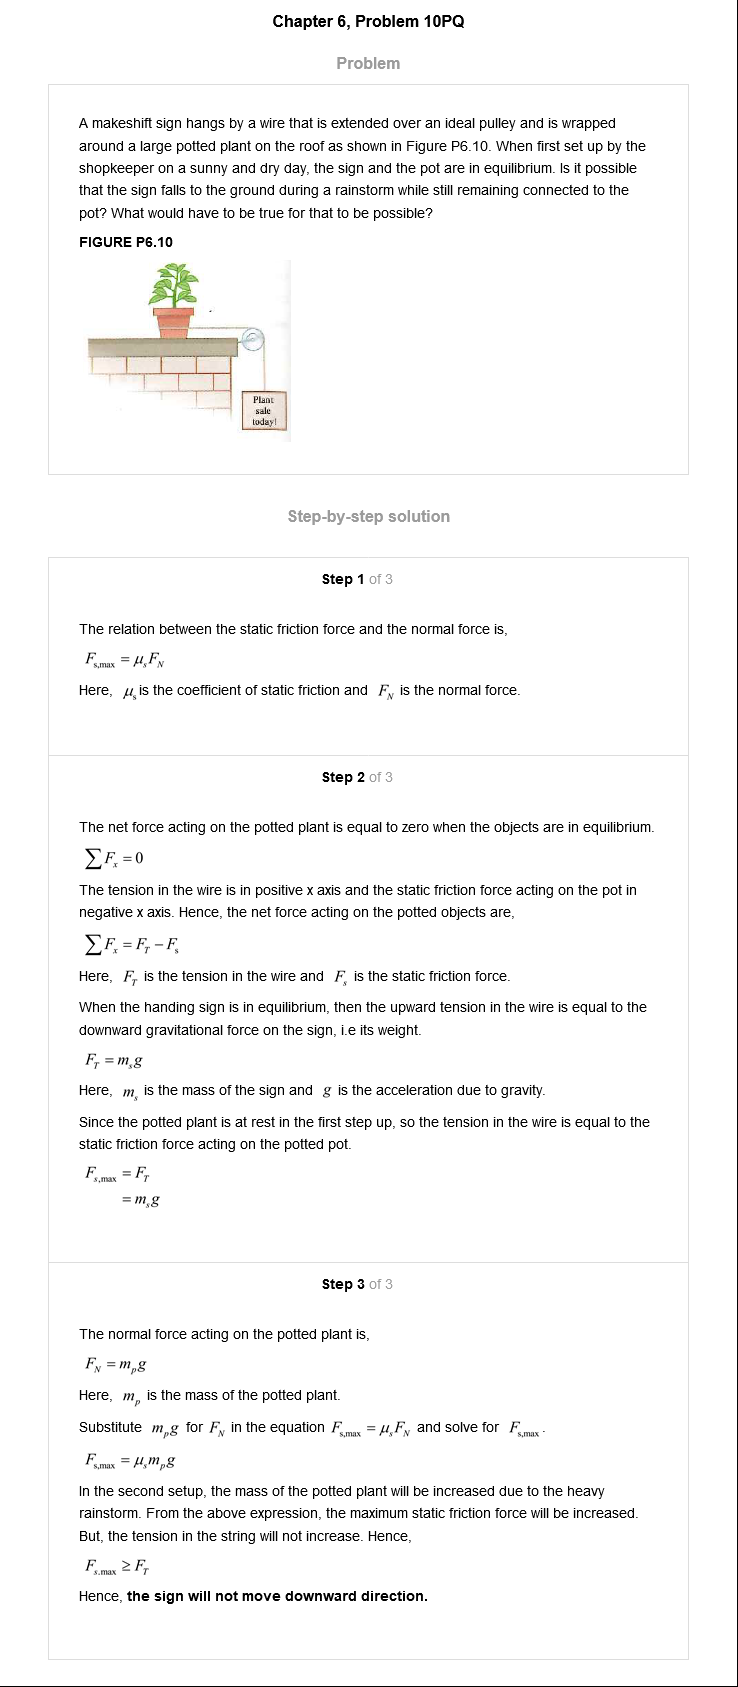 Chapter 6, Problem 10PQ
Problem
A makeshift sign hangs by a wire that is extended over an ideal pulley and is wrapped
around a large potted plant on the roof as shown in Figure P6.10. When first set up by the
shopkeeper on a sunny and dry day, the sign and the pot are in equilibrium. Is it possible
that the sign falls to the ground during a rainstorm while still remaining connected to the
pot? What would have to be true for that to be possible?
FIGURE P6.10
Plant
sale
today!
Step-by-step solution
Step 1 of 3
The relation between the static friction force and the normal force is,
F_{s,max} = μ_s F_N
Here, μ_s is the coefficient of static friction and F_N is the normal force.
Step 2 of 3
The net force acting on the potted plant is equal to zero when the objects are in equilibrium.
∑F_x = 0
The tension in the wire is in positive x axis and the static friction force acting on the pot in
negative x axis. Hence, the net force acting on the potted objects are,
∑F_x = F_T − F_s
Here, F_T is the tension in the wire and F_s is the static friction force.
When the handing sign is in equilibrium, then the upward tension in the wire is equal to the
downward gravitational force on the sign, i.e its weight.
F_T = m_s g
Here, m_s is the mass of the sign and g is the acceleration due to gravity.
Since the potted plant is at rest in the first step up, so the tension in the wire is equal to the
static friction force acting on the potted pot.
F_{s,max} = F_T
= m_s g
Step 3 of 3
The normal force acting on the potted plant is,
F_N = m_p g
Here, m_p is the mass of the potted plant.
Substitute m_p g for F_N in the equation F_{s,max} = μ_s F_N and solve for F_{s,max}.
F_{s,max} = μ_s m_p g
In the second setup, the mass of the potted plant will be increased due to the heavy
rainstorm. From the above expression, the maximum static friction force will be increased.
But, the tension in the string will not increase. Hence,
F_{s,max} ≥ F_T
Hence, the sign will not move downward direction.